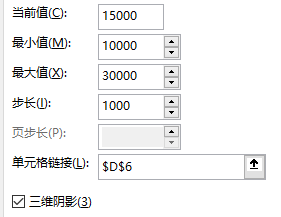 当前值(C): 15000
最小值(M): 10000
最大值(X): 30000
步长(I): 1000
页步长(P):
单元格链接(L): $D$6
三维阴影(3)